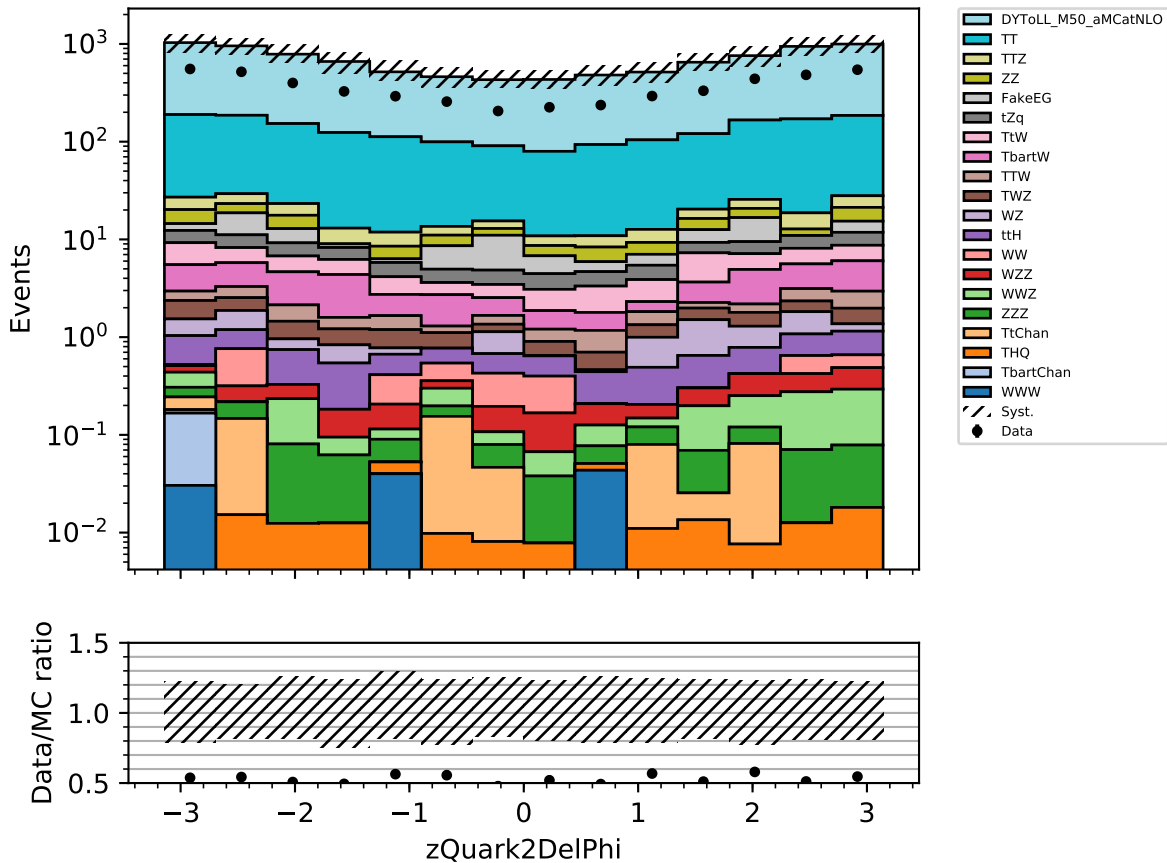 10³
10²
10¹
10⁰
10⁻¹
10⁻²
Events
DYToLL_M50_aMCatNLO
TT
TTZ
ZZ
FakeEG
tZq
TtW
TbartW
TTW
TWZ
WZ
ttH
WW
WZZ
WWZ
ZZZ
TtChan
THQ
TbartChan
WWW
Syst.
Data
1.5
1.0
0.5
Data/MC ratio
−3 −2 −1 0 1 2 3
zQuark2DelPhi